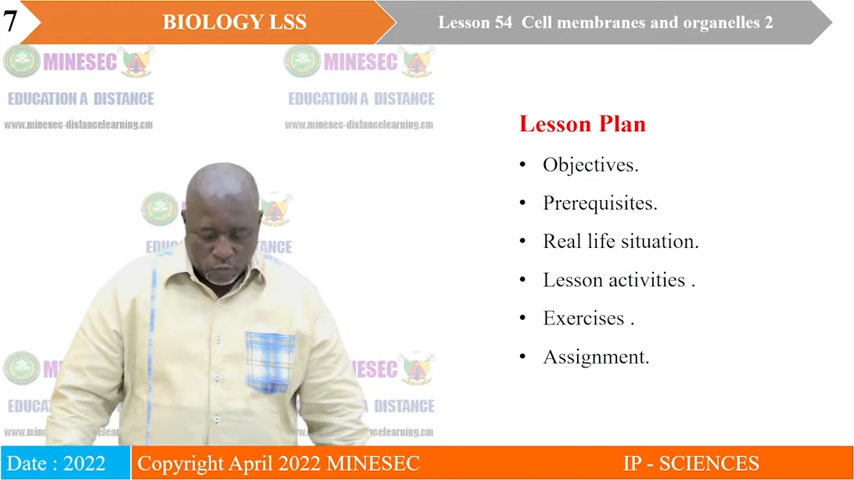 7
BIOLOGY LSS
Lesson 54 Cell membranes and organelles 2
MINESEC
EDUCATION A DISTANCE
www.minesec-distancelearning.cm
MINESEC
EDUCATION A DISTANCE
www.minesec-distancelearning.cm
Lesson Plan
• Objectives.
• Prerequisites.
• Real life situation.
• Lesson activities .
• Exercises .
• Assignment.
Date : 2022
Copyright April 2022 MINESEC
IP - SCIENCES